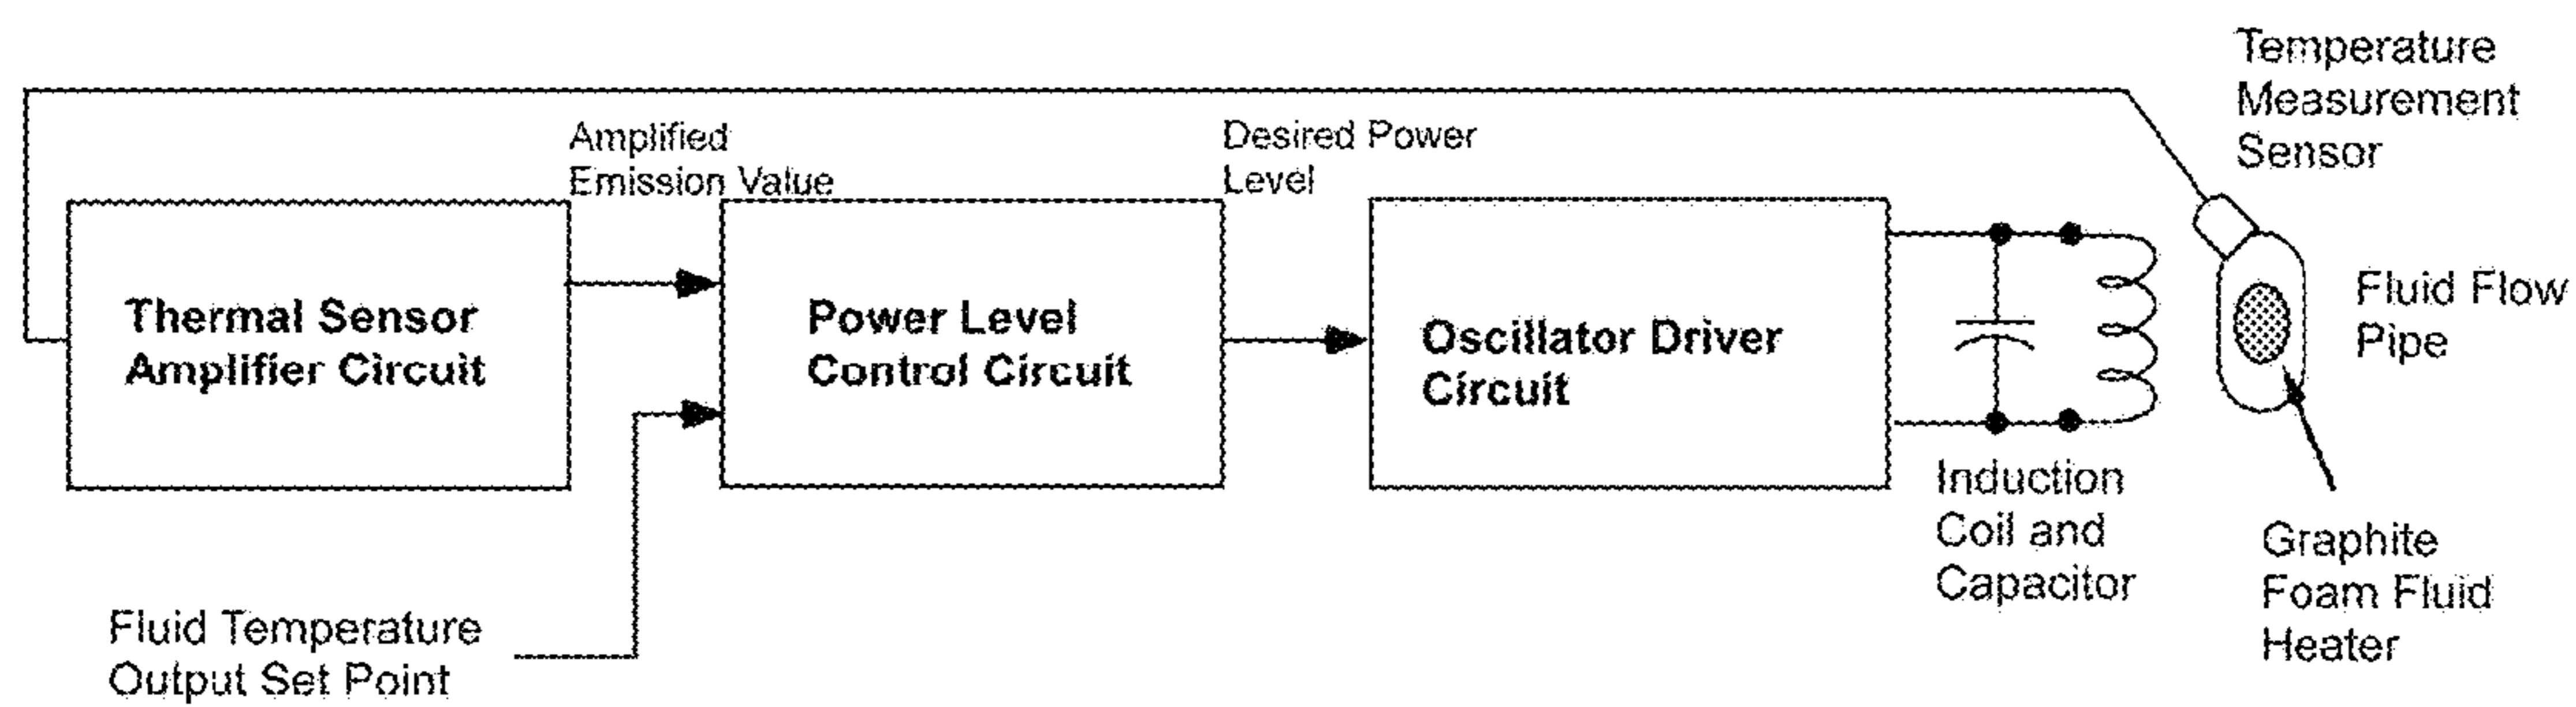 Temperature
Measurement
Sensor
Amplified
Emission Value
Desired Power
Level
Thermal Sensor
Amplifier Circuit
Power Level
Control Circuit
Oscillator Driver
Circuit
Fluid Flow
Pipe
Induction
Coil and
Capacitor
Graphite
Foam Fluid
Heater
Fluid Temperature
Output Set Point